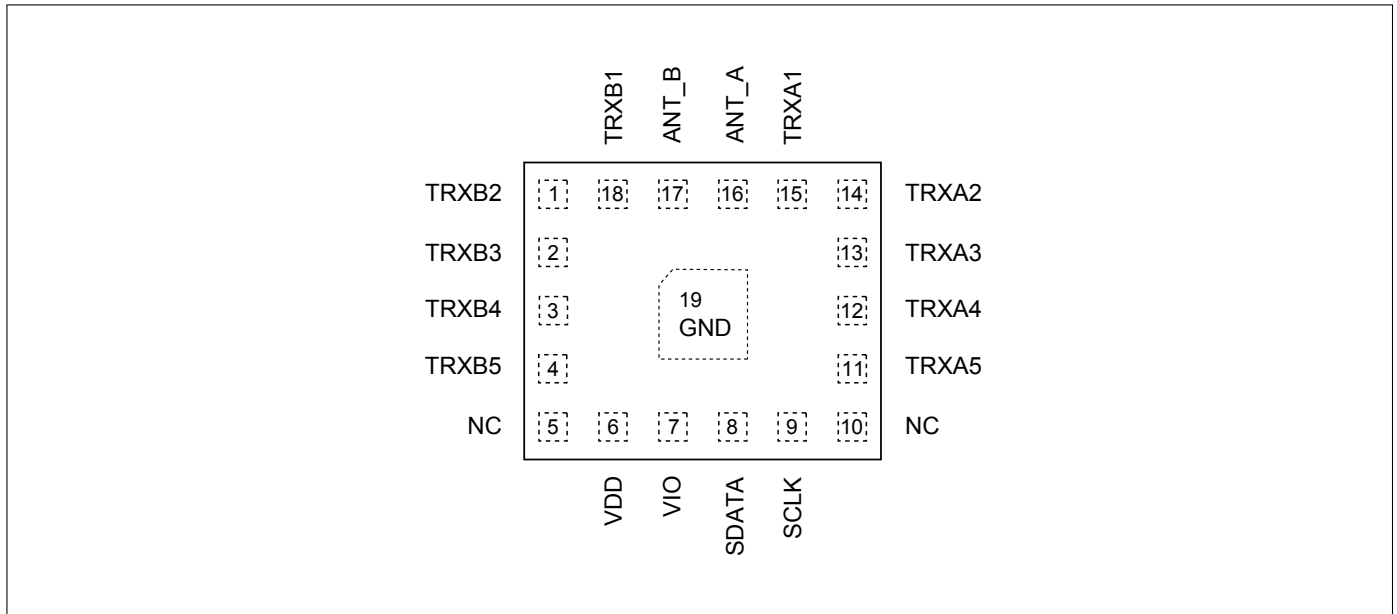 TRXB1
ANT_B
ANT_A
TRXA1
TRXB2 1 18 17 16 15 14 TRXA2
TRXB3 2 13 TRXA3
19
GND
TRXB4 3 12 TRXA4
TRXB5 4 11 TRXA5
NC 5 6 7 8 9 10 NC
VDD
VIO
SDATA
SCLK